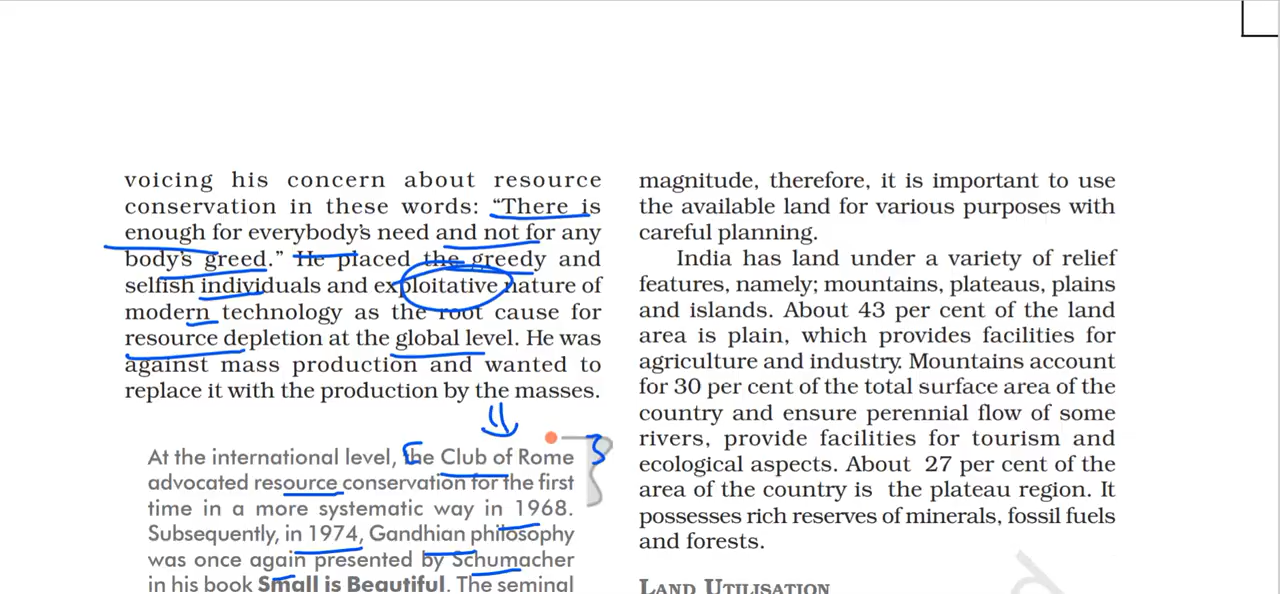 voicing his concern about resource
conservation in these words: “There is
enough for everybody’s need and not for any
body’s greed.” He placed the greedy and
selfish individuals and exploitative nature of
modern technology as the root cause for
resource depletion at the global level. He was
against mass production and wanted to
replace it with the production by the masses.
At the international level, the Club of Rome
advocated resource conservation for the first
time in a more systematic way in 1968.
Subsequently, in 1974, Gandhian philosophy
was once again presented by Schumacher
in his book Small is Beautiful. The seminal
magnitude, therefore, it is important to use
the available land for various purposes with
careful planning.
India has land under a variety of relief
features, namely; mountains, plateaus, plains
and islands. About 43 per cent of the land
area is plain, which provides facilities for
agriculture and industry. Mountains account
for 30 per cent of the total surface area of the
country and ensure perennial flow of some
rivers, provide facilities for tourism and
ecological aspects. About 27 per cent of the
area of the country is the plateau region. It
possesses rich reserves of minerals, fossil fuels
and forests.
LAND UTILISATION